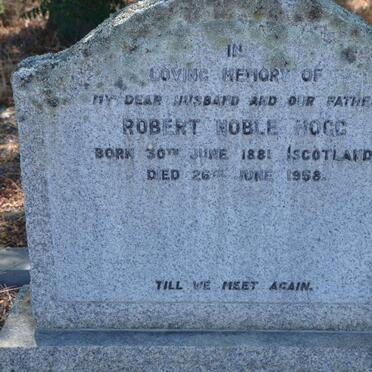 IN
LOVING MEMORY OF
MY DEAR HUSBAND AND OUR FATHE
ROBERT NOBLE HOGG
BORN 30TH JUNE 1881 (SCOTLAND
DIED 26TH JUNE 1958.
TILL WE MEET AGAIN.